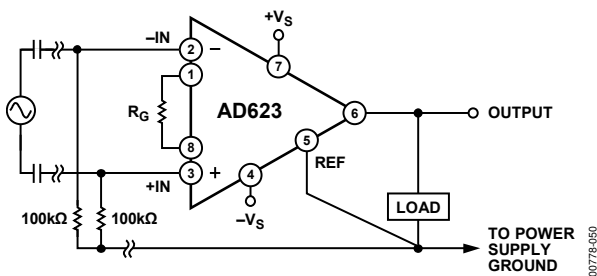 +VS
–IN
2
–
7
1
RG
AD623
6
OUTPUT
8
5
REF
3
+
4
+IN
–VS
100kΩ
100kΩ
LOAD
TO POWER
SUPPLY
GROUND
00778-050